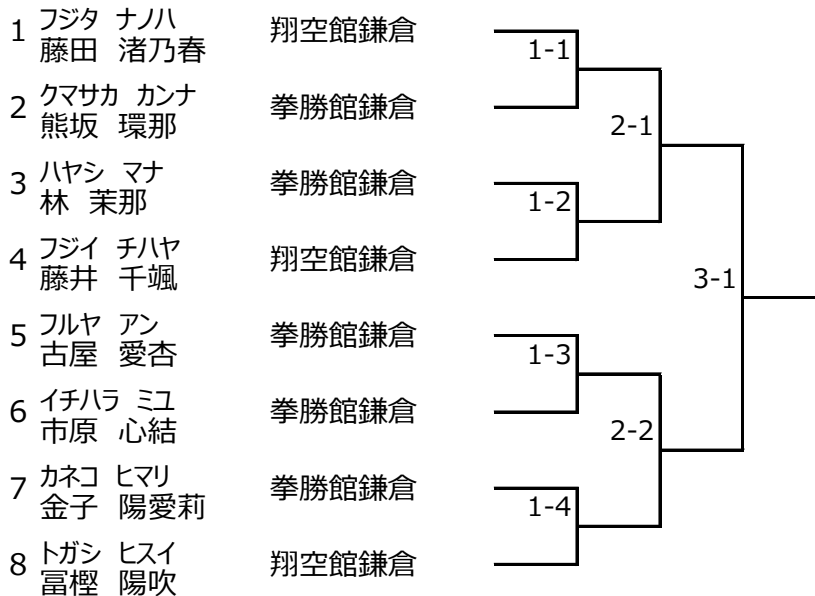 フジタ ナノハ
1 藤田 渚乃春 翔空館鎌倉
1-1
クマサカ カンナ
2 熊坂 環那 拳勝館鎌倉
2-1
ハヤシ マナ
3 林 茉那 拳勝館鎌倉
1-2
フジイ チハヤ
4 藤井 千颯 翔空館鎌倉
3-1
フルヤ アン
5 古屋 愛杏 拳勝館鎌倉
1-3
イチハラ ミユ
6 市原 心結 拳勝館鎌倉
2-2
カネコ ヒマリ
7 金子 陽愛莉 拳勝館鎌倉
1-4
トガシ ヒスイ
8 冨樫 陽吹 翔空館鎌倉